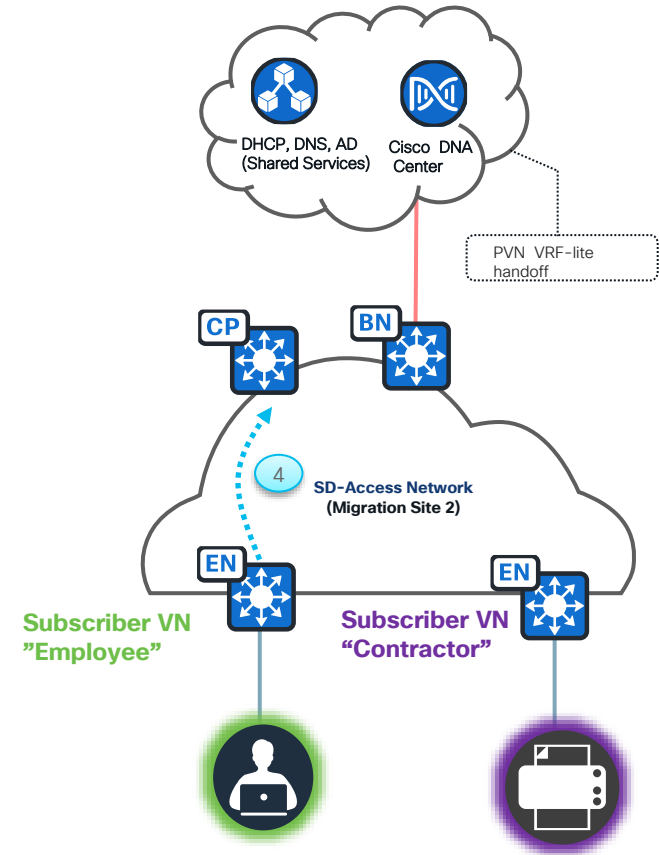 DHCP, DNS, AD
(Shared Services)
Cisco DNA
Center
PVN VRF-lite
handoff
CP
BN
4
SD-Access Network
(Migration Site 2)
EN
EN
Subscriber VN
”Employee”
Subscriber VN
“Contractor”